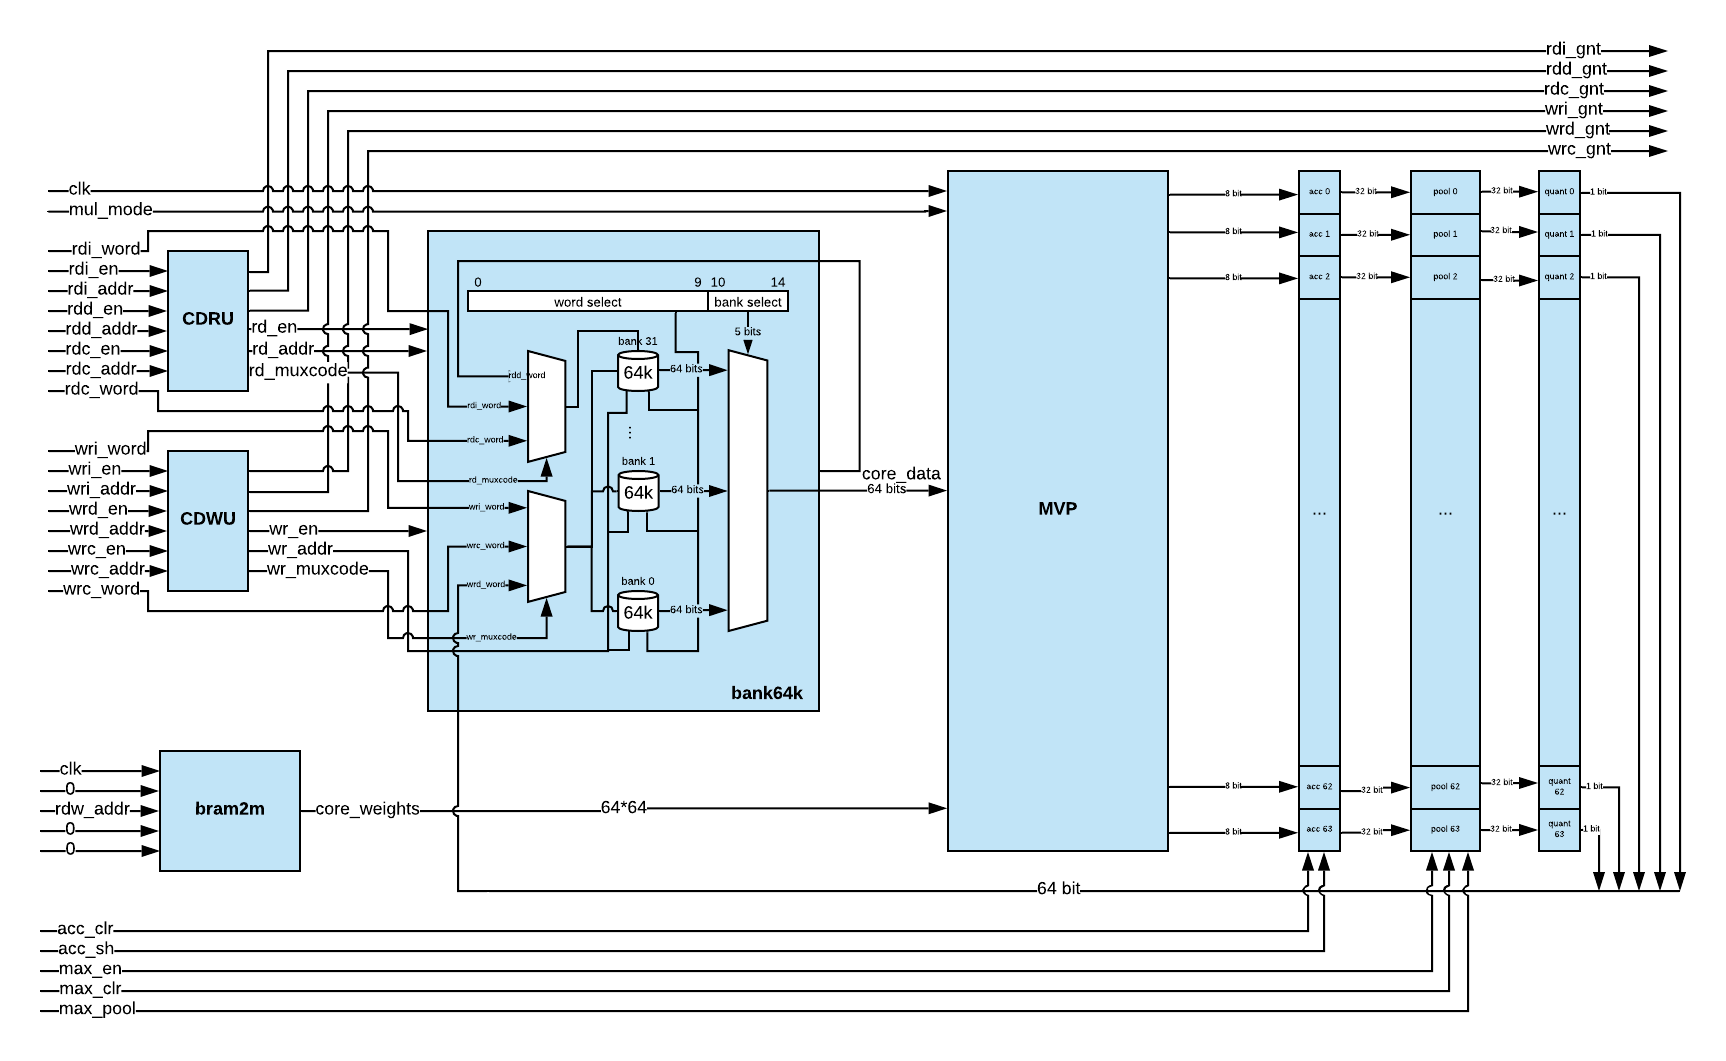 rdi_gnt
rdd_gnt
rdc_gnt
wri_gnt
wrd_gnt
wrc_gnt
clk
mul_mode
rdi_word
rdi_en
rdi_addr
rdd_en
rdd_addr
rdc_en
rdc_addr
rdc_word
CDRU
rd_en
rd_addr
rd_muxcode
wri_word
wri_en
wri_addr
wrd_en
wrd_addr
wrc_en
wrc_addr
wrc_word
CDWU
wr_en
wr_addr
wr_muxcode
0 9 10 14
word select bank select
5 bits
rdd_word
rdi_word
rdc_word
rd_muxcode
wri_word
wrc_word
wrd_word
wr_muxcode
bank 31
64k
64 bits
...
bank 1
64k
64 bits
bank 0
64k
64 bits
bank64k
core_data
64 bits
MVP
8 bit acc 0 32 bit pool 0 32 bit quant 0 1 bit
8 bit acc 1 32 bit pool 1 32 bit quant 1 1 bit
8 bit acc 2 32 bit pool 2 32 bit quant 2 1 bit
... ... ...
8 bit acc 62 32 bit pool 62 32 bit quant 62 1 bit
8 bit acc 63 32 bit pool 63 32 bit quant 63 1 bit
clk
0
rdw_addr
0
0
bram2m
core_weights
64*64
64 bit
acc_clr
acc_sh
max_en
max_clr
max_pool